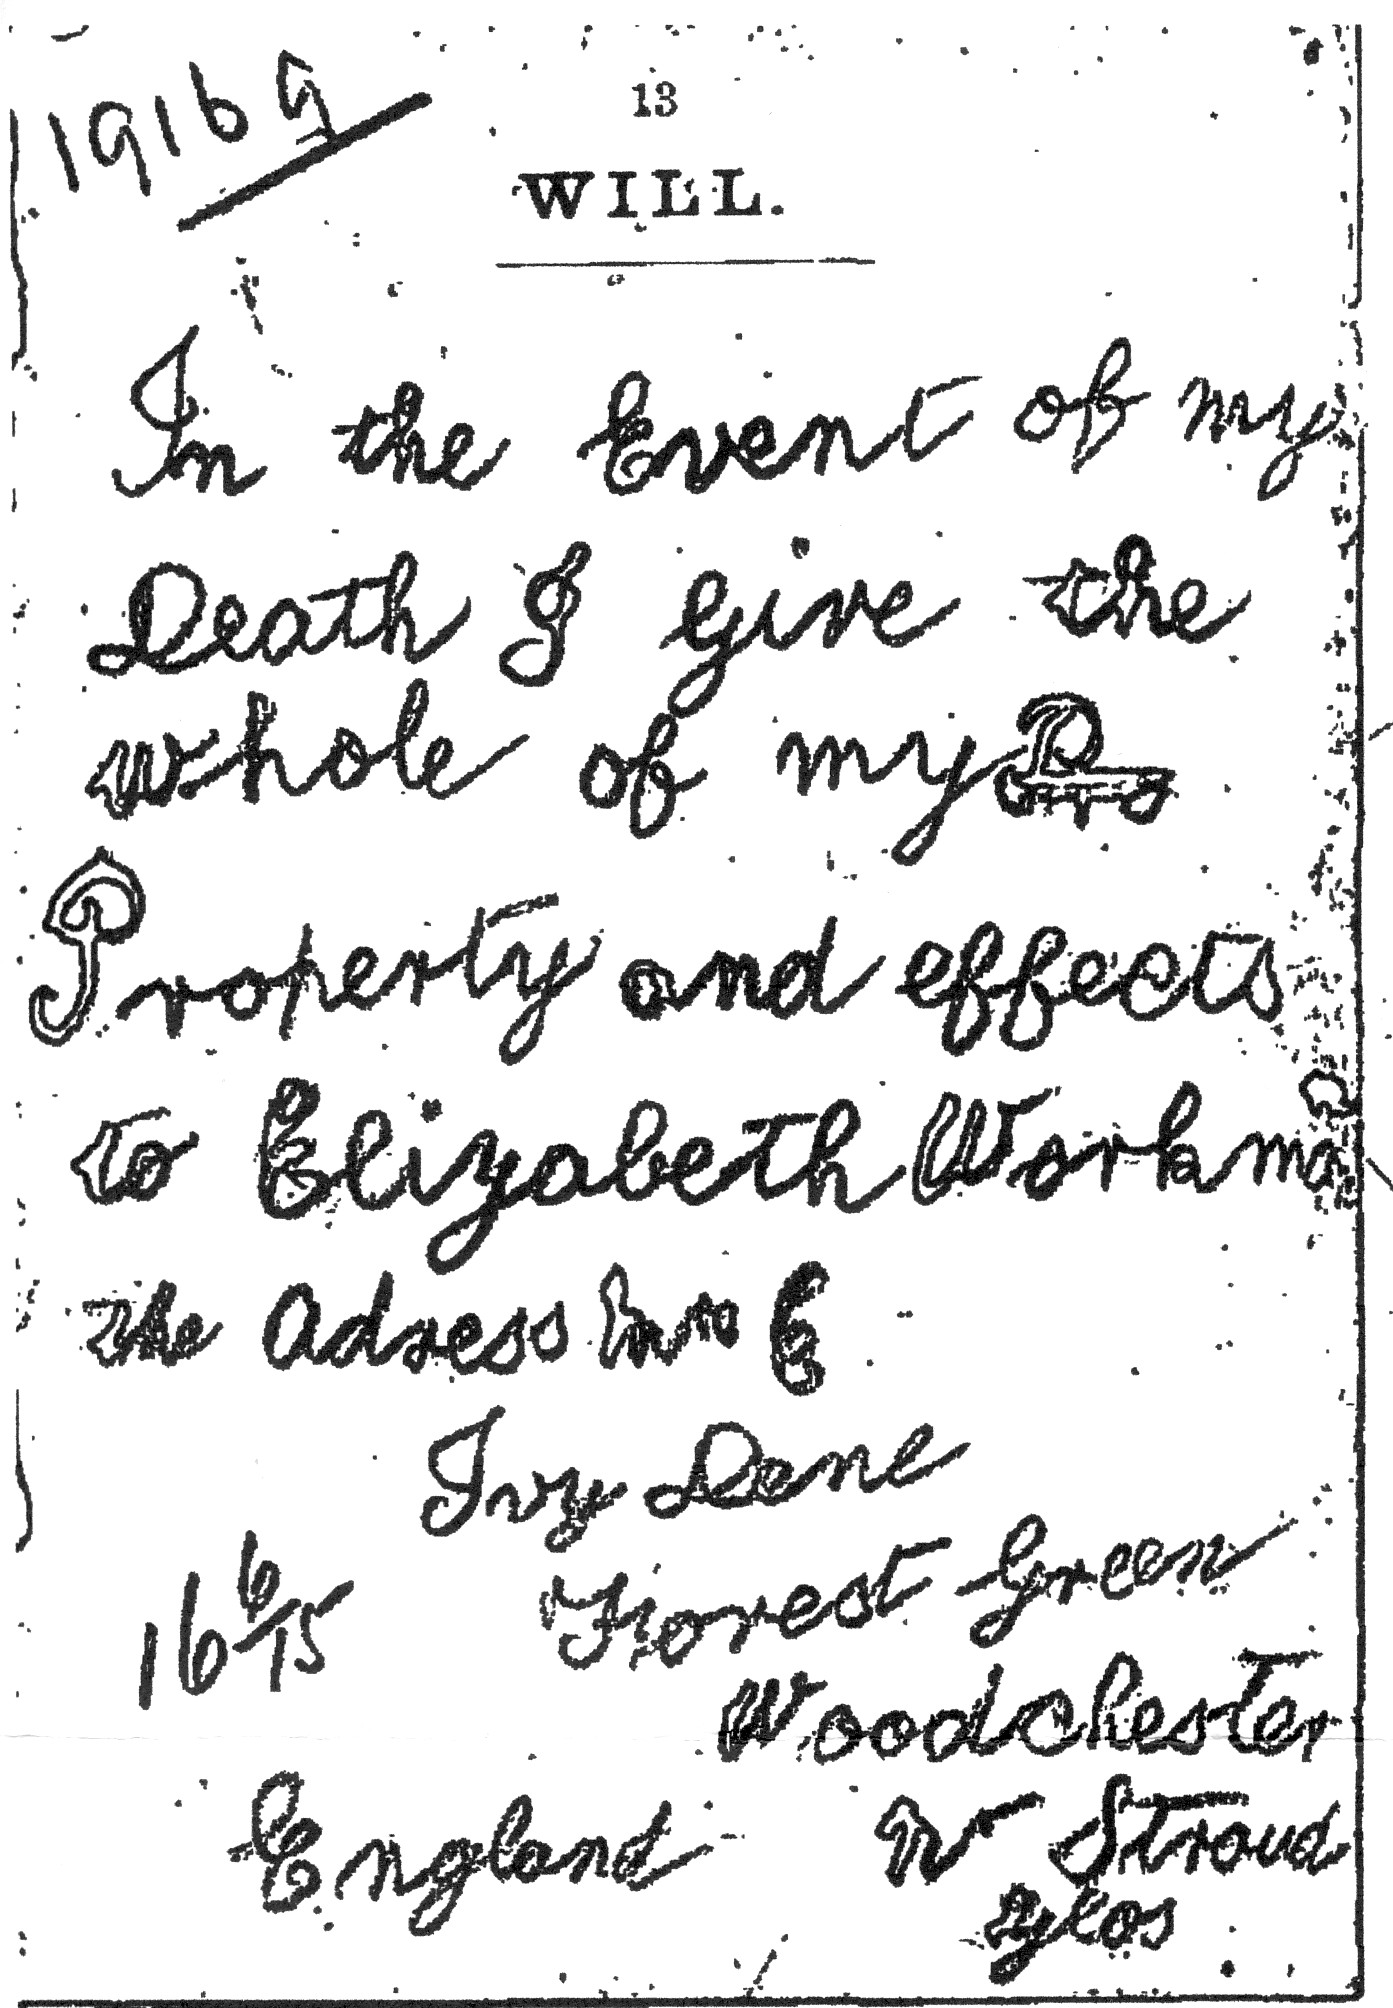 19169
13
WILL.
In the Event of my
Death I Give the
whole of my
Property and effects
to Elizabeth Workman
the Adress Mrs E
Ivy Dene
16 6/15 Forest Green
Woodchester
England Nr Stroud
Glos